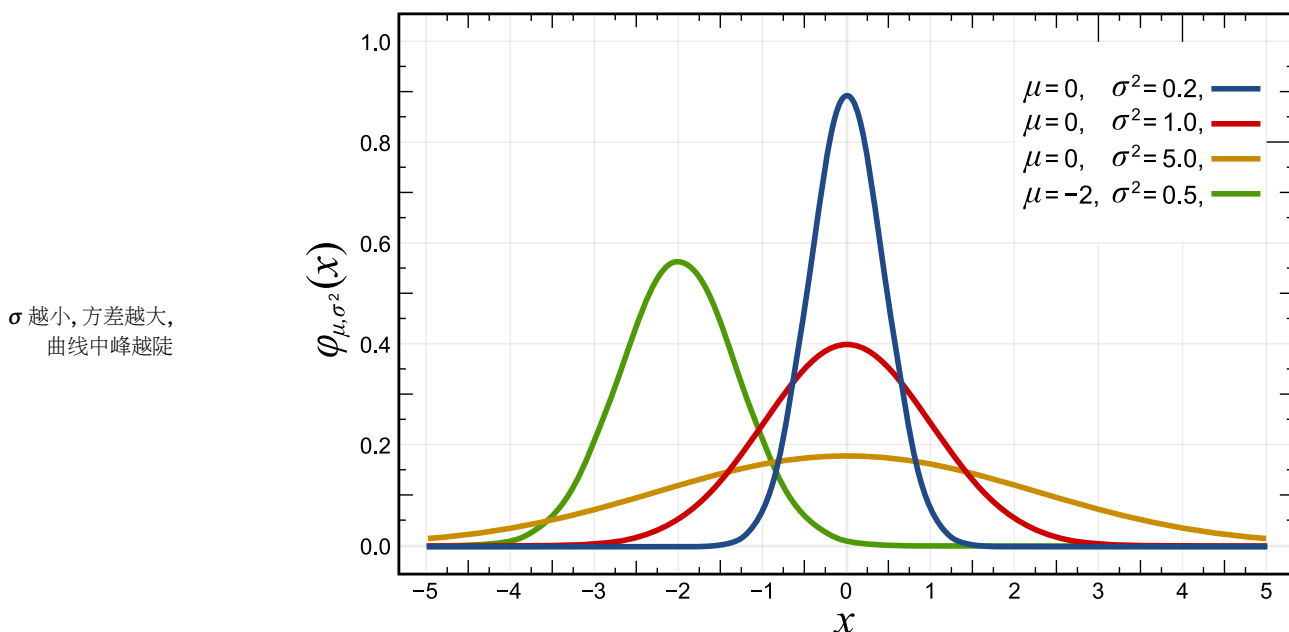 σ 越小, 方差越大,
曲线中峰越陡
φμ,σ²(x)
1.0
0.8
0.6
0.4
0.2
0.0
μ=0, σ²=0.2,
μ=0, σ²=1.0,
μ=0, σ²=5.0,
μ=−2, σ²=0.5,
−5 −4 −3 −2 −1 0 1 2 3 4 5
x